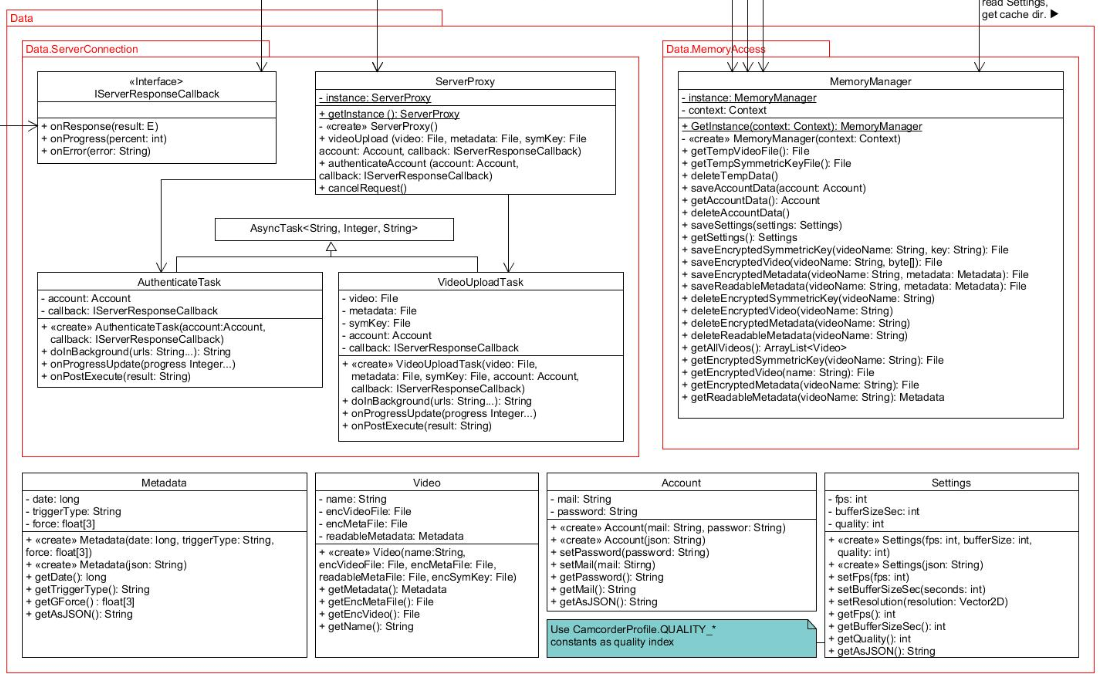 read Settings,
get cache dir. ▶
Data
Data.ServerConnection
«Interface»
IServerResponseCallback
+ onResponse(result: E)
+ onProgress(percent: int)
+ onError(error: String)
ServerProxy
- instance: ServerProxy
+ getInstance (): ServerProxy
- «create» ServerProxy()
+ videoUpload (video: File, metadata: File, symKey: File
account: Account, callback: IServerResponseCallback)
+ authenticateAccount (account: Account,
callback: IServerResponseCallback)
+ cancelRequest()
AsyncTask<String, Integer, String>
AuthenticateTask
- account: Account
- callback: IServerResponseCallback
+ «create» AuthenticateTask(account:Account,
callback: IServerResponseCallback)
+ doInBackground(urls: String...): String
+ onProgressUpdate(progress Integer...)
+ onPostExecute(result: String)
VideoUploadTask
- video: File
- metadata: File
- symKey: File
- account: Account
- callback: IServerResponseCallback
+ «create» VideoUploadTask(video: File,
metadata: File, symKey: File, account: Account,
callback: IServerResponseCallback)
+ doInBackground(urls: String...): String
+ onProgressUpdate(progress Integer...)
+ onPostExecute(result: String)
Data.MemoryAccess
MemoryManager
- instance: MemoryManager
- context: Context
+ GetInstance(context: Context): MemoryManager
- «create» MemoryManager(context: Context)
+ getTempVideoFile(): File
+ getTempSymmetricKeyFile(): File
+ deleteTempData()
+ saveAccountData(account: Account)
+ getAccountData(): Account
+ deleteAccountData()
+ saveSettings(settings: Settings)
+ getSettings(): Settings
+ saveEncryptedSymmetricKey(videoName: String, key: String): File
+ saveEncryptedVideo(videoName: String, byte[]): File
+ saveEncryptedMetadata(videoName: String, metadata: Metadata): File
+ saveReadableMetadata(videoName: String, metadata: Metadata): File
+ deleteEncryptedSymmetricKey(videoName: String)
+ deleteEncryptedVideo(videoName: String)
+ deleteEncryptedMetadata(videoName: String)
+ deleteReadableMetadata(videoName: String)
+ getAllVideos(): ArrayList<Video>
+ getEncryptedSymmetricKey(videoName: String): File
+ getEncryptedVideo(name: String): File
+ getEncryptedMetadata(videoName: String): File
+ getReadableMetadata(videoName: String): Metadata
Metadata
- date: long
- triggerType: String
- force: float[3]
+ «create» Metadata(date: long, triggerType: String,
force: float[3])
+ «create» Metadata(json: String)
+ getDate(): long
+ getTriggerType(): String
+ getGForce() : float[3]
+ getAsJSON(): String
Video
- name: String
- encVideoFile: File
- encMetaFile: File
- readableMetadata: Metadata
+ «create» Video(name:String,
encVideoFile: File, encMetaFile: File,
readableMetaFile: File, encSymKey: File)
+ getMetadata(): Metadata
+ getEncMetaFile(): File
+ getEncVideo(): File
+ getName(): String
Account
- mail: String
- password: String
+ «create» Account(mail: String, passwor: String)
+ «create» Account(json: String)
+ setPassword(password: String)
+ setMail(mail: Stirng)
+ getPassword(): String
+ getMail(): String
+ getAsJSON(): String
Use CamcorderProfile.QUALITY_*
constants as quality index
Settings
- fps: int
- bufferSizeSec: int
- quality: int
+ «create» Settings(fps: int, bufferSize: int,
quality: int)
+ «create» Settings(json: String)
+ setFps(fps: int)
+ setBufferSizeSec(seconds: int)
+ setResolution(resolution: Vector2D)
+ getFps(): int
+ getBufferSizeSec(): int
+ getQuality(): int
+ getAsJSON(): String